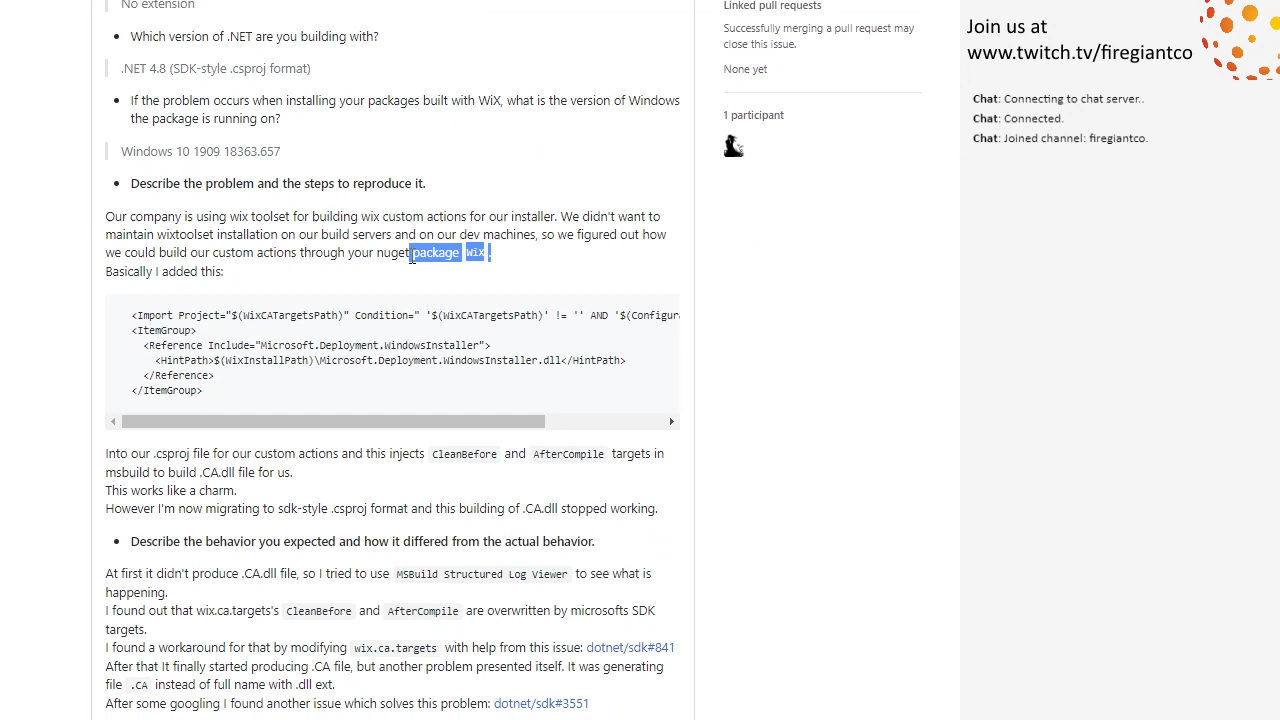 No extension
Which version of .NET are you building with?
.NET 4.8 (SDK-style .csproj format)
If the problem occurs when installing your packages built with WiX, what is the version of Windows
the package is running on?
Windows 10 1909 18363.657
Describe the problem and the steps to reproduce it.
Our company is using wix toolset for building wix custom actions for our installer. We didn't want to
maintain wixtoolset installation on our build servers and on our dev machines, so we figured out how
we could build our custom actions through your nuget package wix .
Basically I added this:
<Import Project="$(WixCATargetsPath)" Condition=" '$(WixCATargetsPath)' != '' AND '$(Configura
<ItemGroup>
<Reference Include="Microsoft.Deployment.WindowsInstaller">
<HintPath>$(WixInstallPath)\Microsoft.Deployment.WindowsInstaller.dll</HintPath>
</Reference>
</ItemGroup>
Into our .csproj file for our custom actions and this injects CleanBefore and AfterCompile targets in
msbuild to build .CA.dll file for us.
This works like a charm.
However I'm now migrating to sdk-style .csproj format and this building of .CA.dll stopped working.
Describe the behavior you expected and how it differed from the actual behavior.
At first it didn't produce .CA.dll file, so I tried to use MSBuild Structured Log Viewer to see what is
happening.
I found out that wix.ca.targets's CleanBefore and AfterCompile are overwritten by microsofts SDK
targets.
I found a workaround for that by modifying wix.ca.targets with help from this issue: dotnet/sdk#841
After that It finally started producing .CA file, but another problem presented itself. It was generating
file .CA instead of full name with .dll ext.
After some googling I found another issue which solves this problem: dotnet/sdk#3551
Linked pull requests
Successfully merging a pull request may
close this issue.
None yet
1 participant
Join us at
www.twitch.tv/firegiantco
Chat: Connecting to chat server..
Chat: Connected.
Chat: Joined channel: firegiantco.